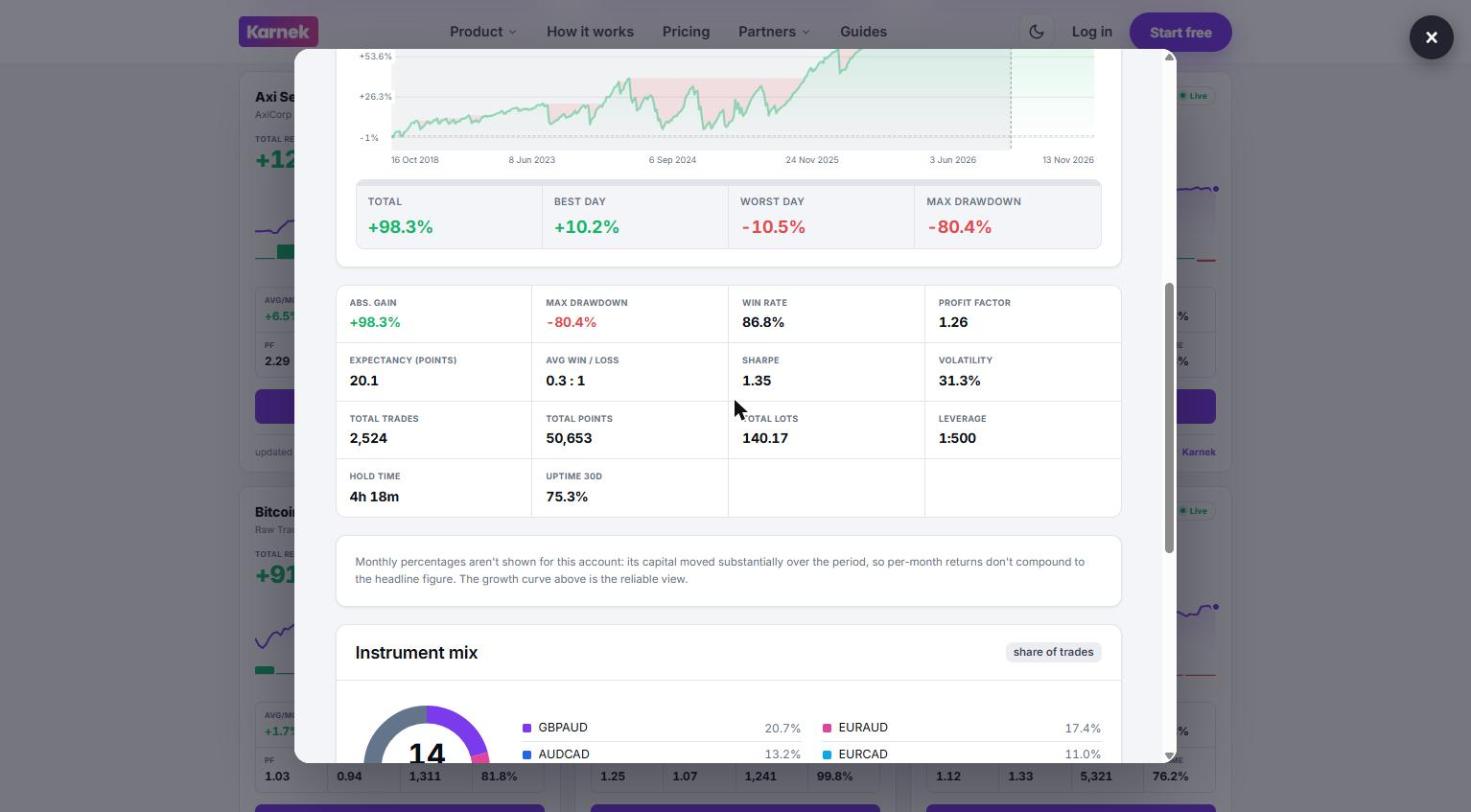 Karnek
Product
How it works
Pricing
Partners
Guides
Log in
Start free
×
Axi Se
AxiCorp
TOTAL RE
+12
AVG/MO
+6.5%
PF
2.29
updated
Live
Karnek
+53.6%
+26.3%
-1%
16 Oct 2018
8 Jun 2023
6 Sep 2024
24 Nov 2025
3 Jun 2026
13 Nov 2026
TOTAL
BEST DAY
WORST DAY
MAX DRAWDOWN
+98.3%
+10.2%
-10.5%
-80.4%
ABS. GAIN
MAX DRAWDOWN
WIN RATE
PROFIT FACTOR
+98.3%
-80.4%
86.8%
1.26
EXPECTANCY (POINTS)
AVG WIN / LOSS
SHARPE
VOLATILITY
20.1
0.3 : 1
1.35
31.3%
TOTAL TRADES
TOTAL POINTS
TOTAL LOTS
LEVERAGE
2,524
50,653
140.17
1:500
HOLD TIME
UPTIME 30D
4h 18m
75.3%
Monthly percentages aren't shown for this account: its capital moved substantially over the period, so per-month returns don't compound to
the headline figure. The growth curve above is the reliable view.
Instrument mix
share of trades
14
GBPAUD 20.7%
EURAUD 17.4%
AUDCAD 13.2%
EURCAD 11.0%
Bitcoi
Raw Tra
TOTAL RE
+91
Live
AVG/MO
+1.7%
PF
1.03
0.94
1,311
81.8%
1.25
1.07
1,241
99.8%
1.12
1.33
5,321
76.2%